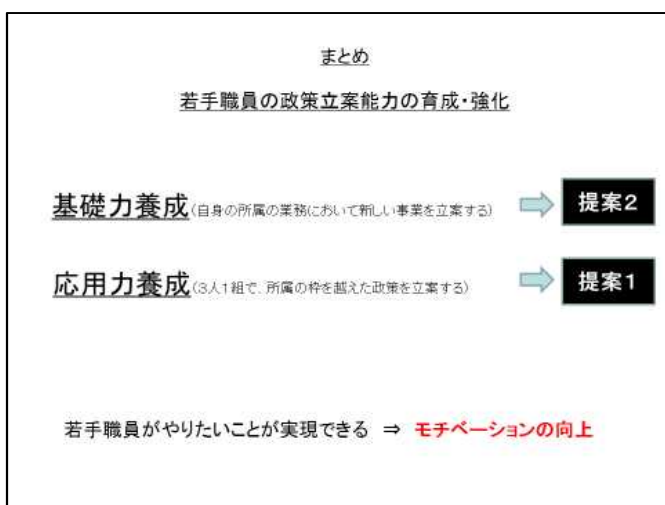 まとめ
若手職員の政策立案能力の育成・強化
基礎力養成(自身の所属の業務において新しい事業を立案する) 提案2
応用力養成(3人1組で、所属の枠を越えた政策を立案する) 提案1
若手職員がやりたいことが実現できる ⇒ モチベーションの向上